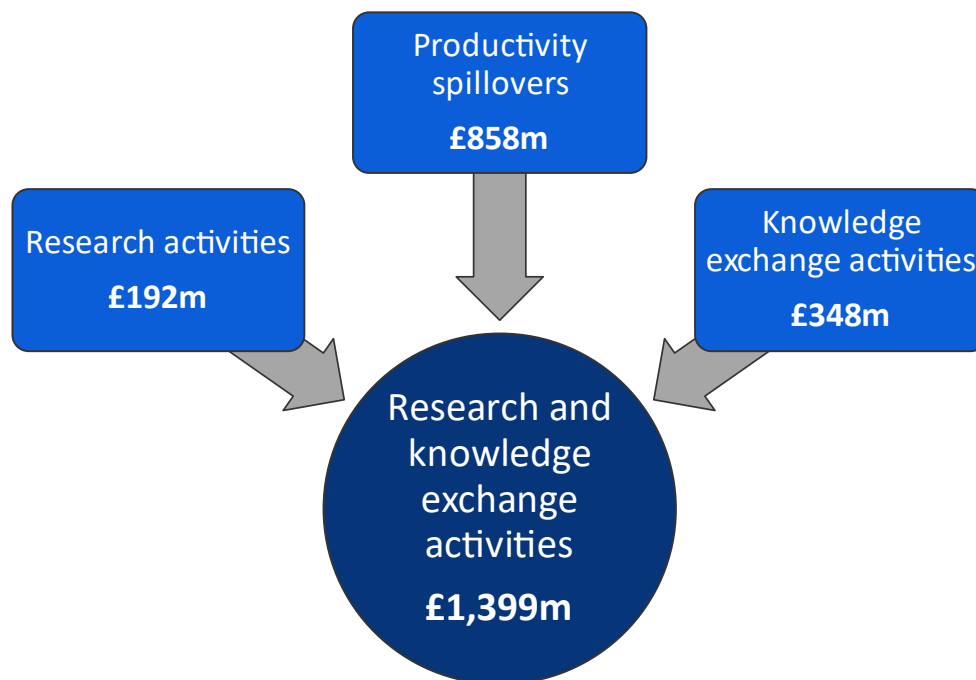 Productivity
spillovers
£858m
Research activities
£192m
Knowledge
exchange activities
£348m
Research and
knowledge
exchange
activities
£1,399m